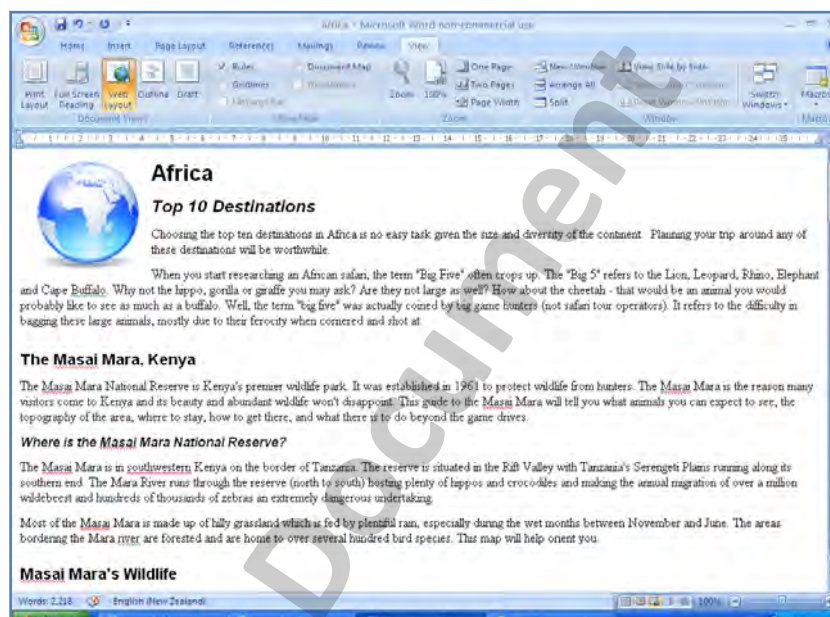 Africa - Microsoft Word non-commercial use
Home Insert Page Layout References Mailings Review View
Ruler Document Map One Page New Window View Side by Side
Gridlines Two Pages Arrange All
Print Full Screen Web Outline Draft Message Bar Zoom 100% Page Width Split Switch Macros
Layout Reading Layout Windows
Document Views Zoom Window
Africa
Top 10 Destinations
Choosing the top ten destinations in Africa is no easy task given the size and diversity of the continent. Planning your trip around any of
these destinations will be worthwhile.
When you start researching an African safari, the term "Big Five" often crops up. The "Big 5" refers to the Lion, Leopard, Rhino, Elephant
and Cape Buffalo. Why not the hippo, gorilla or giraffe you may ask? Are they not large as well? How about the cheetah - that would be an animal you would
probably like to see as much as a buffalo. Well, the term "big five" was actually coined by big game hunters (not safari tour operators). It refers to the difficulty in
bagging these large animals, mostly due to their ferocity when cornered and shot at.
The Masai Mara, Kenya
The Masai Mara National Reserve is Kenya's premier wildlife park. It was established in 1961 to protect wildlife from hunters. The Masai Mara is the reason many
visitors come to Kenya and its beauty and abundant wildlife won't disappoint. This guide to the Masai Mara will tell you what animals you can expect to see, the
topography of the area, where to stay, how to get there, and what there is to do beyond the game drives.
Where is the Masai Mara National Reserve?
The Masai Mara is in southwestern Kenya on the border of Tanzania. The reserve is situated in the Rift Valley with Tanzania's Serengeti Plains running along its
southern end. The Mara River runs through the reserve (north to south) hosting plenty of hippos and crocodiles and making the annual migration of over a million
wildebeest and hundreds of thousands of zebras an extremely dangerous undertaking.
Most of the Masai Mara is made up of hilly grassland which is fed by plentiful rain, especially during the wet months between November and June. The areas
bordering the Mara river are forested and are home to over several hundred bird species. This map will help orient you.
Masai Mara's Wildlife
Words: 2,218 English (New Zealand) 100%
Document